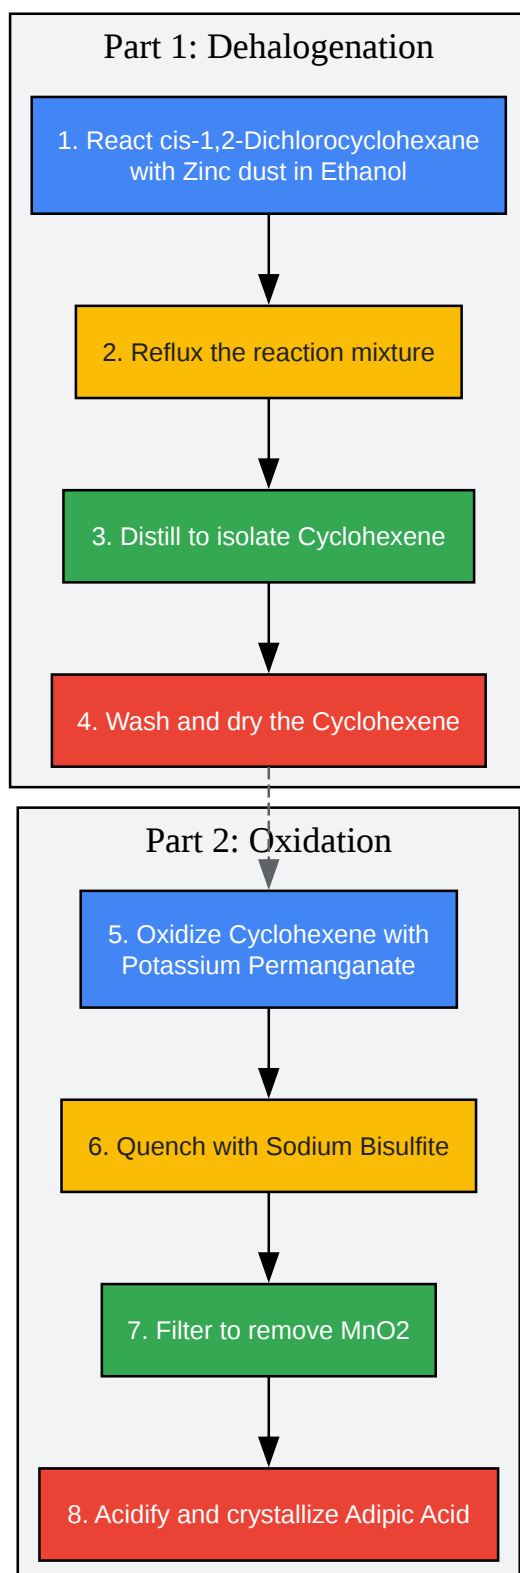 Part 1: Dehalogenation
1. React cis-1,2-Dichlorocyclohexane
with Zinc dust in Ethanol
2. Reflux the reaction mixture
3. Distill to isolate Cyclohexene
4. Wash and dry the Cyclohexene
Part 2: Oxidation
5. Oxidize Cyclohexene with
Potassium Permanganate
6. Quench with Sodium Bisulfite
7. Filter to remove MnO2
8. Acidify and crystallize Adipic Acid